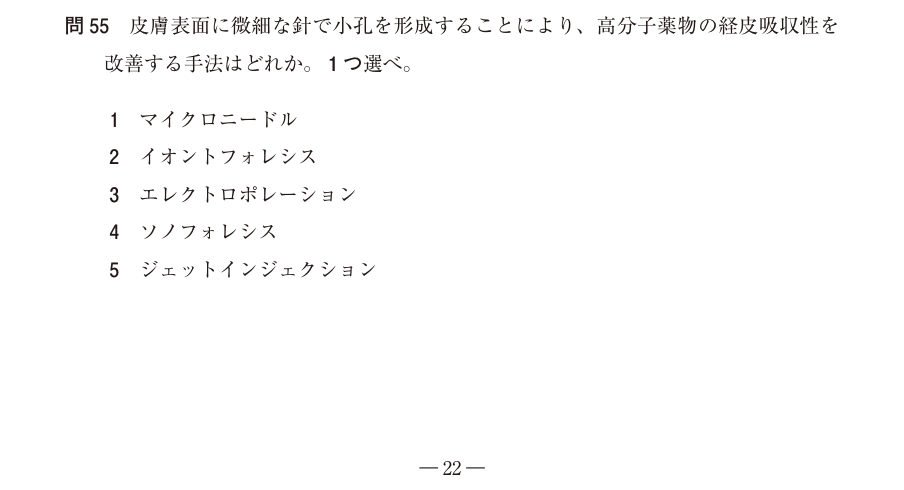 問 55　皮膚表面に微細な針で小孔を形成することにより、高分子薬物の経皮吸収性を
改善する手法はどれか。1つ選べ。
1　マイクロニードル
2　イオントフォレシス
3　エレクトロポレーション
4　ソノフォレシス
5　ジェットインジェクション
— 22 —